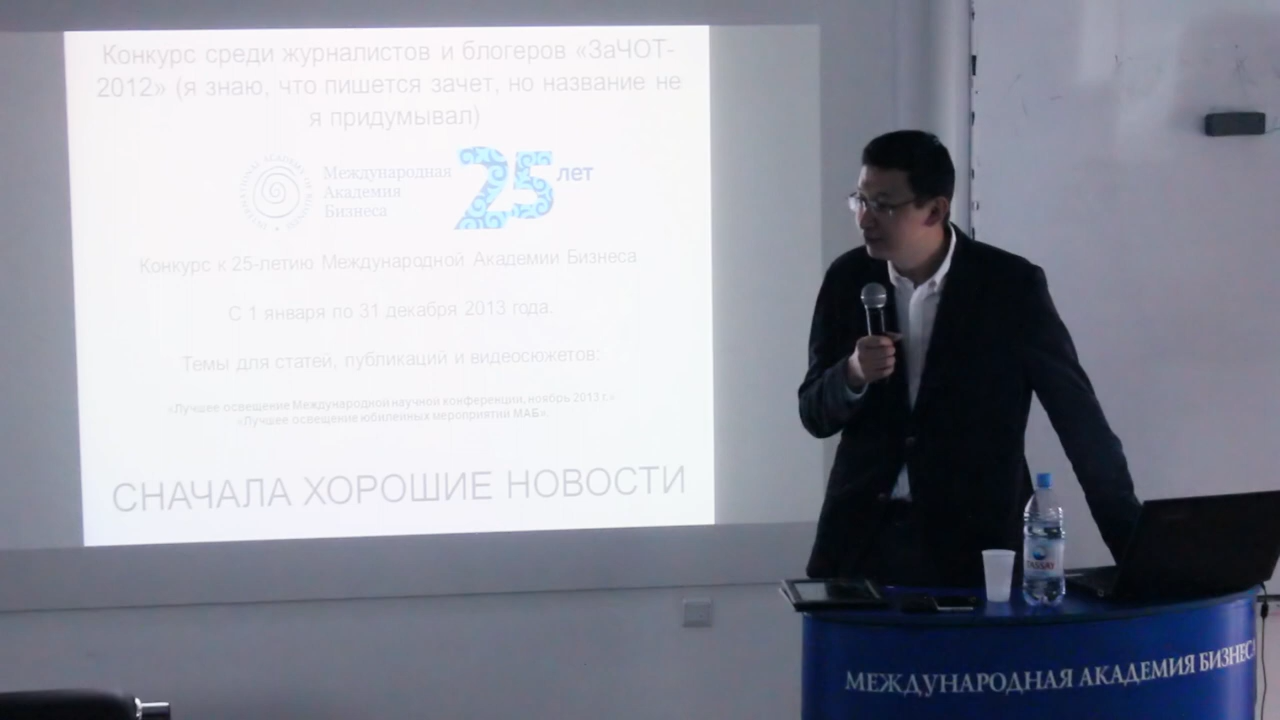 Конкурс среди журналистов и блогеров «ЗаЧОТ-
2012» (я знаю, что пишется зачет, но название не
я придумывал)
Международная
Академия
Бизнеса
25 лет
Конкурс к 25-летию Международной Академии Бизнеса
С 1 января по 31 декабря 2013 года.
Темы для статей, публикаций и видеосюжетов:
«Лучшее освещение Международной научной конференции, ноябрь 2013 г.»
«Лучшее освещение юбилейных мероприятий МАБ».
СНАЧАЛА ХОРОШИЕ НОВОСТИ
TASSAY
МЕЖДУНАРОДНАЯ АКАДЕМИЯ БИЗНЕСА